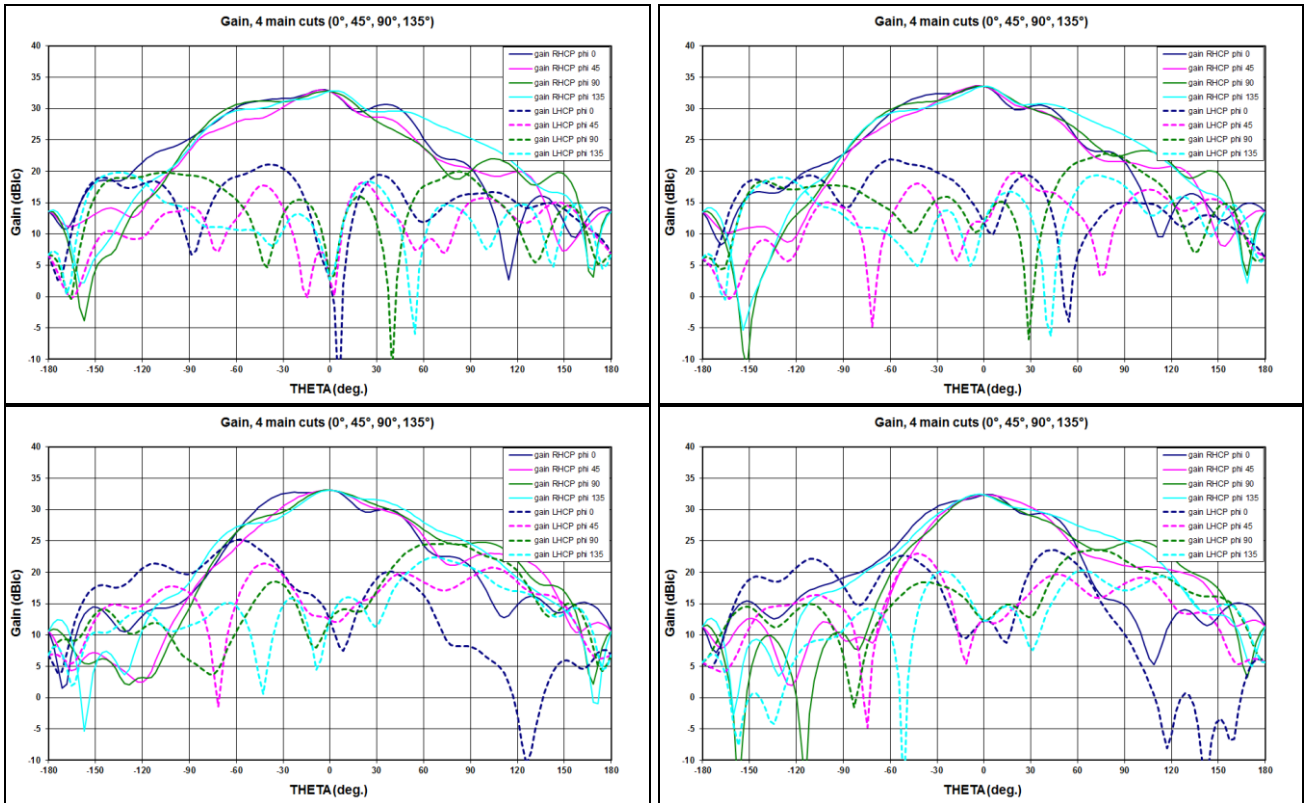 Gain, 4 main cuts (0°, 45°, 90°, 135°)
40
35
30
25
20
15
10
5
0
-5
-10
Gain (dBic)
gain RHCP phi 0
gain RHCP phi 45
gain RHCP phi 90
gain RHCP phi 135
gain LHCP phi 0
gain LHCP phi 45
gain LHCP phi 90
gain LHCP phi 135
-180 -150 -120 -90 -60 -30 0 30 60 90 120 150 180
THETA (deg.)
Gain, 4 main cuts (0°, 45°, 90°, 135°)
40
35
30
25
20
15
10
5
0
-5
-10
Gain (dBic)
gain RHCP phi 0
gain RHCP phi 45
gain RHCP phi 90
gain RHCP phi 135
gain LHCP phi 0
gain LHCP phi 45
gain LHCP phi 90
gain LHCP phi 135
-180 -150 -120 -90 -60 -30 0 30 60 90 120 150 180
THETA (deg.)
Gain, 4 main cuts (0°, 45°, 90°, 135°)
40
35
30
25
20
15
10
5
0
-5
-10
Gain (dBic)
gain RHCP phi 0
gain RHCP phi 45
gain RHCP phi 90
gain RHCP phi 135
gain LHCP phi 0
gain LHCP phi 45
gain LHCP phi 90
gain LHCP phi 135
-180 -150 -120 -90 -60 -30 0 30 60 90 120 150 180
THETA (deg.)
Gain, 4 main cuts (0°, 45°, 90°, 135°)
40
35
30
25
20
15
10
5
0
-5
-10
Gain (dBic)
gain RHCP phi 0
gain RHCP phi 45
gain RHCP phi 90
gain RHCP phi 135
gain LHCP phi 0
gain LHCP phi 45
gain LHCP phi 90
gain LHCP phi 135
-180 -150 -120 -90 -60 -30 0 30 60 90 120 150 180
THETA (deg.)